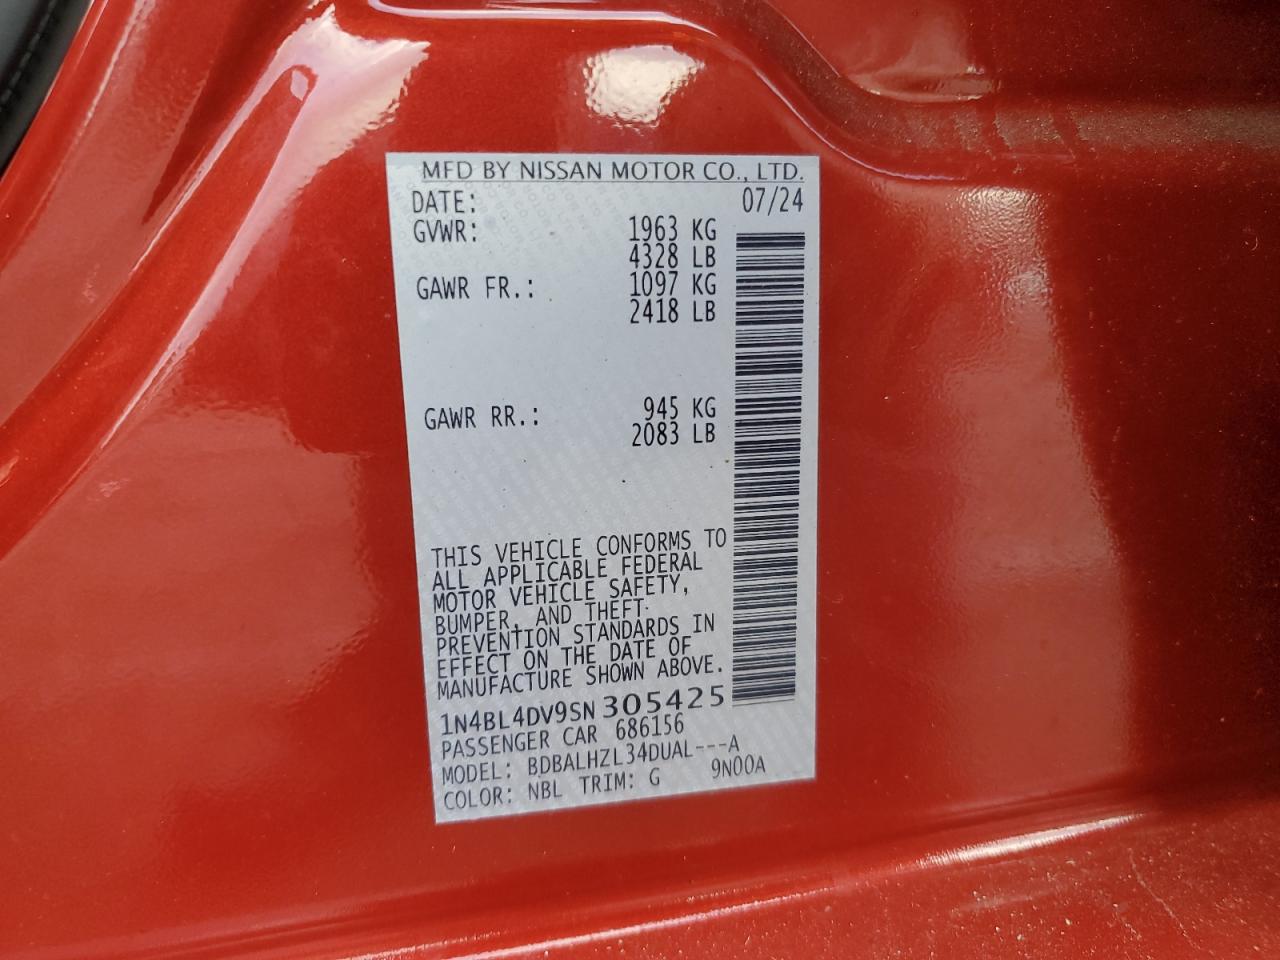 MFD BY NISSAN MOTOR CO., LTD.
DATE: 07/24
GVWR: 1963 KG
4328 LB
GAWR FR.: 1097 KG
2418 LB
GAWR RR.: 945 KG
2083 LB
THIS VEHICLE CONFORMS TO
ALL APPLICABLE FEDERAL
MOTOR VEHICLE SAFETY,
BUMPER, AND THEFT
PREVENTION STANDARDS IN
EFFECT ON THE DATE OF
MANUFACTURE SHOWN ABOVE.
1N4BL4DV9SN305425
PASSENGER CAR 686156
MODEL: BDBALHZL34DUAL---A
COLOR: NBL TRIM: G 9N00A